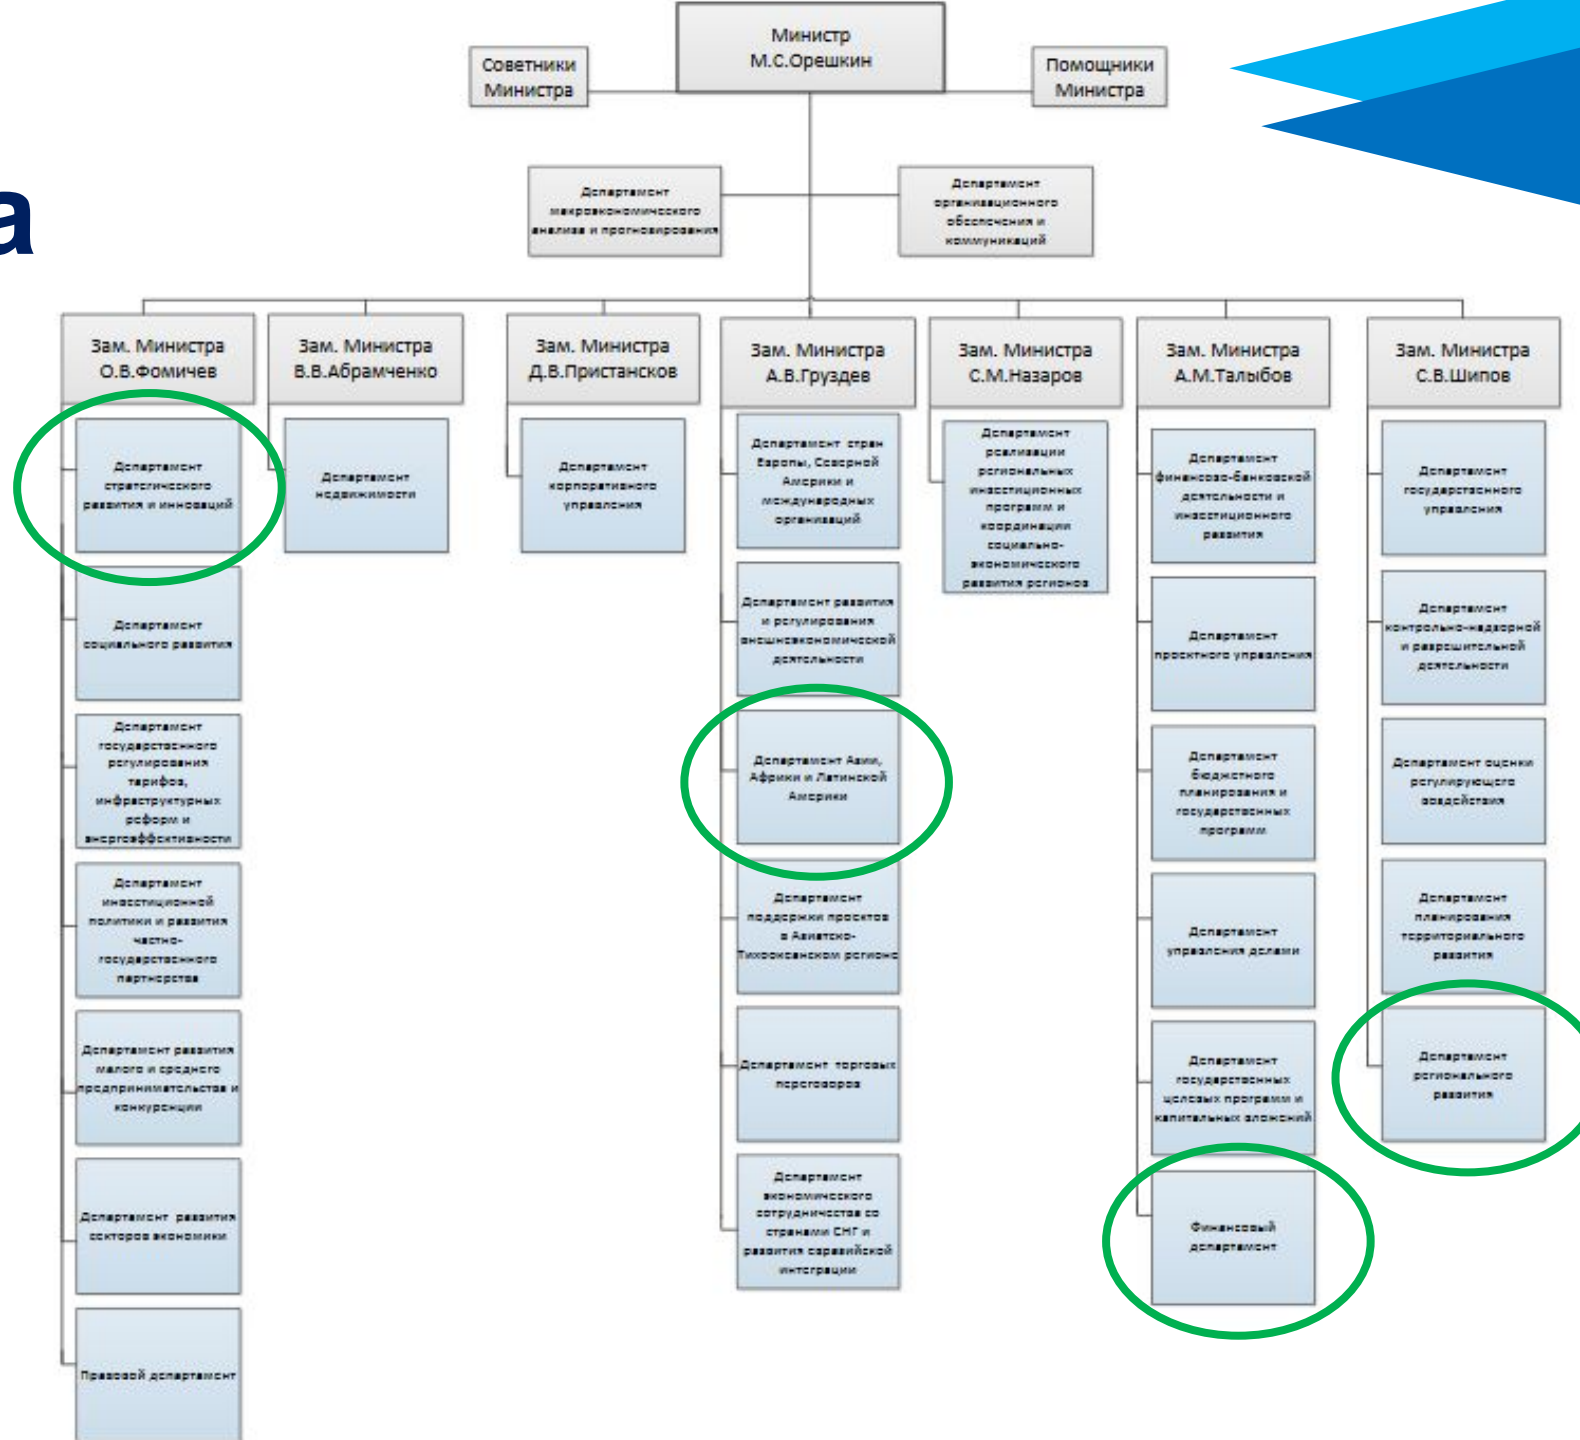 а
Министр
М.С.Орешкин
Советники
Министра
Помощники
Министра
Департамент
макроэкономического
анализа и прогнозирования
Департамент
организационного
обеспечения и
коммуникаций
Зам. Министра
О.В.Фомичев
Департамент
стратегического
развития и инноваций
Департамент
социального развития
Департамент
государственного
регулирования
тарифов,
инфраструктурных
реформ и
энергоэффективности
Департамент
инвестиционной
политики и развития
частно-
государственного
партнерства
Департамент развития
малого и среднего
предпринимательства и
конкуренции
Департамент развития
секторов экономики
Правовой департамент
Зам. Министра
В.В.Абрамченко
Департамент
недвижимости
Зам. Министра
Д.В.Пристансков
Департамент
корпоративного
управления
Зам. Министра
А.В.Груздев
Департамент стран
Европы, Северной
Америки и
международных
организаций
Департамент развития
и регулирования
внешнеэкономической
деятельности
Департамент Азии,
Африки и Латинской
Америки
Департамент
поддержки проектов
в Азиатско-
Тихоокеанском регионе
Департамент торговых
переговоров
Департамент
экономического
сотрудничества со
странами СНГ и
развития евразийской
интеграции
Зам. Министра
С.М.Назаров
Департамент
реализации
региональных
инвестиционных
программ и
координации
социально-
экономического
развития регионов
Зам. Министра
А.М.Талыбов
Департамент
финансово-банковской
деятельности и
инвестиционного
развития
Департамент
проектного управления
Департамент
бюджетного
планирования и
государственных
программ
Департамент
управления делами
Департамент
государственных
целевых программ и
капитальных вложений
Финансовый
департамент
Зам. Министра
С.В.Шипов
Департамент
государственного
управления
Департамент
контрольно-надзорной
и разрешительной
деятельности
Департамент оценки
регулирующего
воздействия
Департамент
планирования
территориального
развития
Департамент
регионального
развития